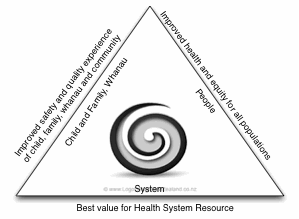 Improved safety and quality experience
of child, family, whanau and community
Child and Family, Whanau
Improved health and equity for all populations
People
System
Best value for Health System Resource